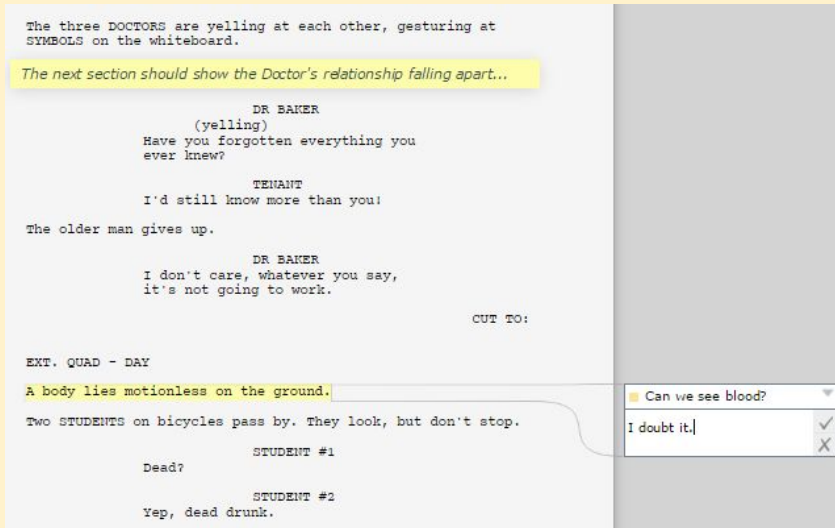 The three DOCTORS are yelling at each other, gesturing at
SYMBOLS on the whiteboard.
The next section should show the Doctor's relationship falling apart...
DR BAKER
(yelling)
Have you forgotten everything you
ever knew?
TENANT
I'd still know more than you!
The older man gives up.
DR BAKER
I don't care, whatever you say,
it's not going to work.
CUT TO:
EXT. QUAD - DAY
A body lies motionless on the ground.
Can we see blood?
I doubt it.
Two STUDENTS on bicycles pass by. They look, but don't stop.
STUDENT #1
Dead?
STUDENT #2
Yep, dead drunk.